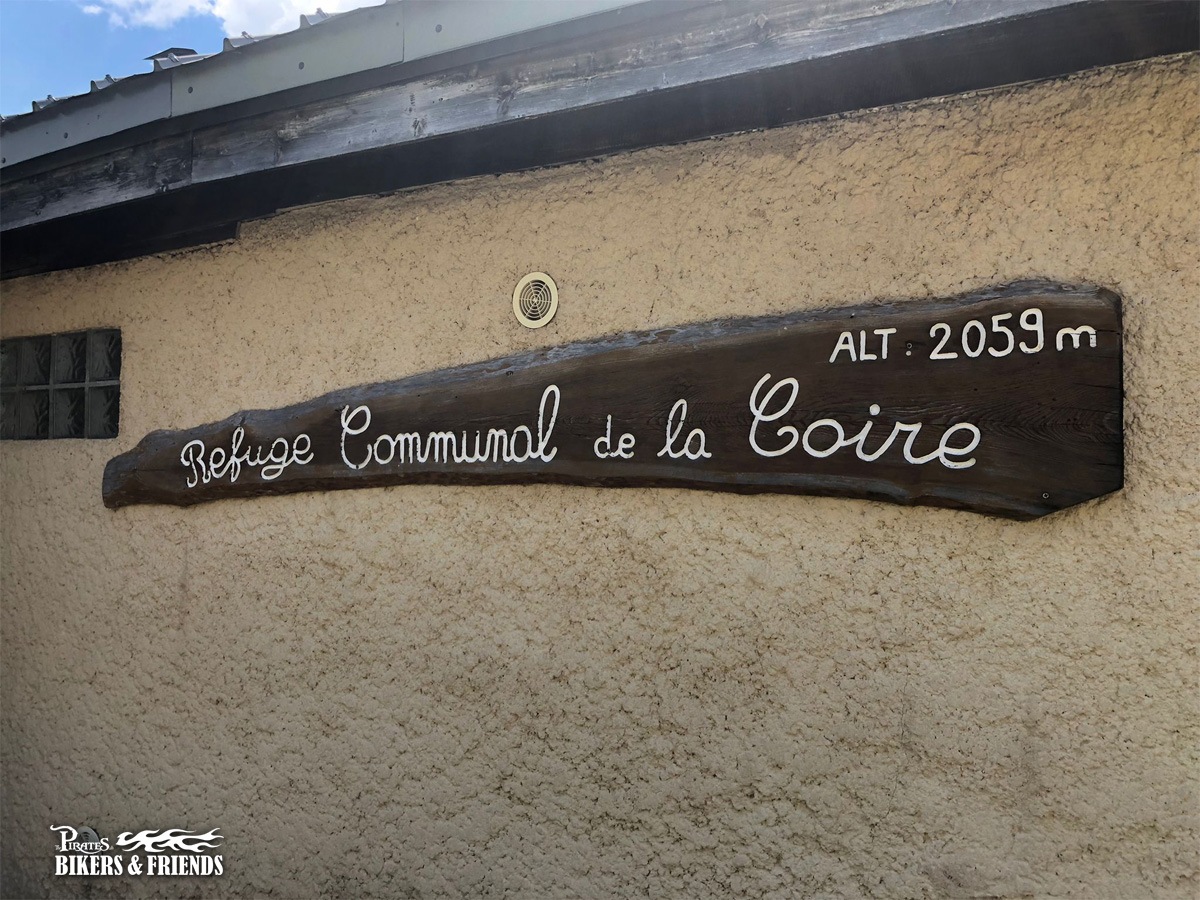 ALT : 2059 m
Refuge Communal de la Coire
PIRATES
BIKERS & FRIENDS